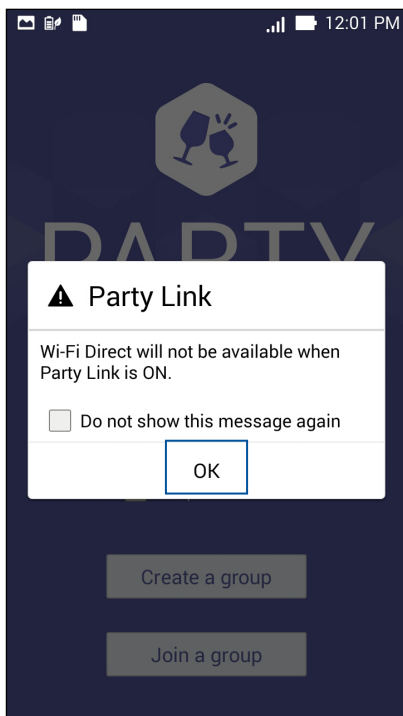 12:01 PM
PARTY
Party Link
Wi-Fi Direct will not be available when
Party Link is ON.
Do not show this message again
OK
Create a group
Join a group